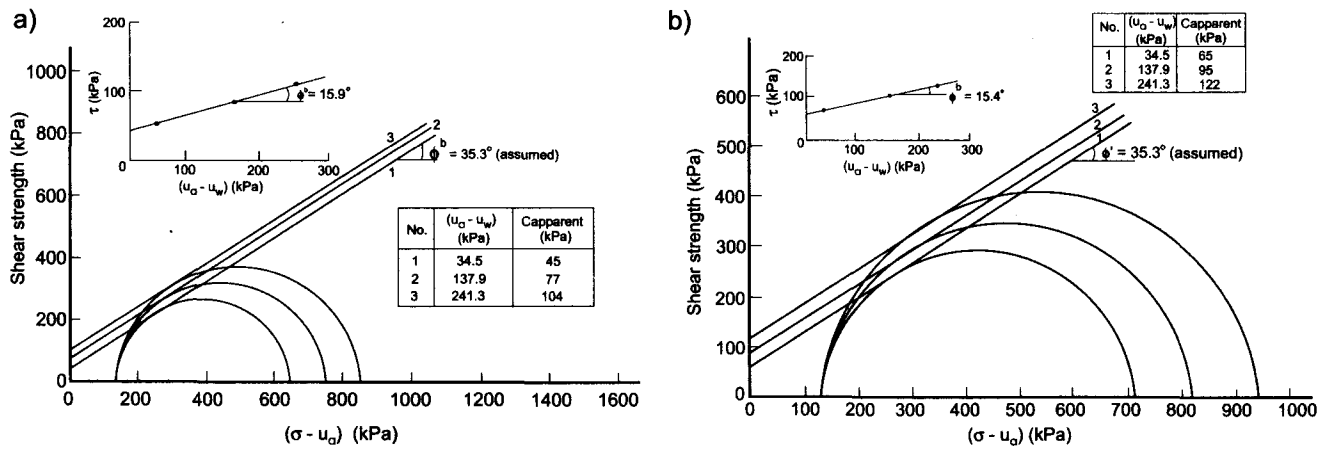 a)
200
100
0
τ (kPa)
100
200
300
(uₐ - u_w) (kPa)
ϕᵇ = 15.9°
1000
800
600
400
200
0
Shear strength (kPa)
3
2
1
ϕᵇ = 35.3° (assumed)
No. (uₐ - u_w) (kPa) Capparent (kPa)
1 34.5 45
2 137.9 77
3 241.3 104
0 200 400 600 800 1000 1200 1400 1600
(σ - uₐ) (kPa)
b)
200
100
0
τ (kPa)
100
200
300
(uₐ - u_w) (kPa)
ϕᵇ = 15.4°
No. (uₐ - u_w) (kPa) Capparent (kPa)
1 34.5 65
2 137.9 95
3 241.3 122
600
500
400
300
200
100
0
Shear strength (kPa)
3
2
1
ϕ' = 35.3° (assumed)
0 100 200 300 400 500 600 700 800 900 1000
(σ - uₐ) (kPa)